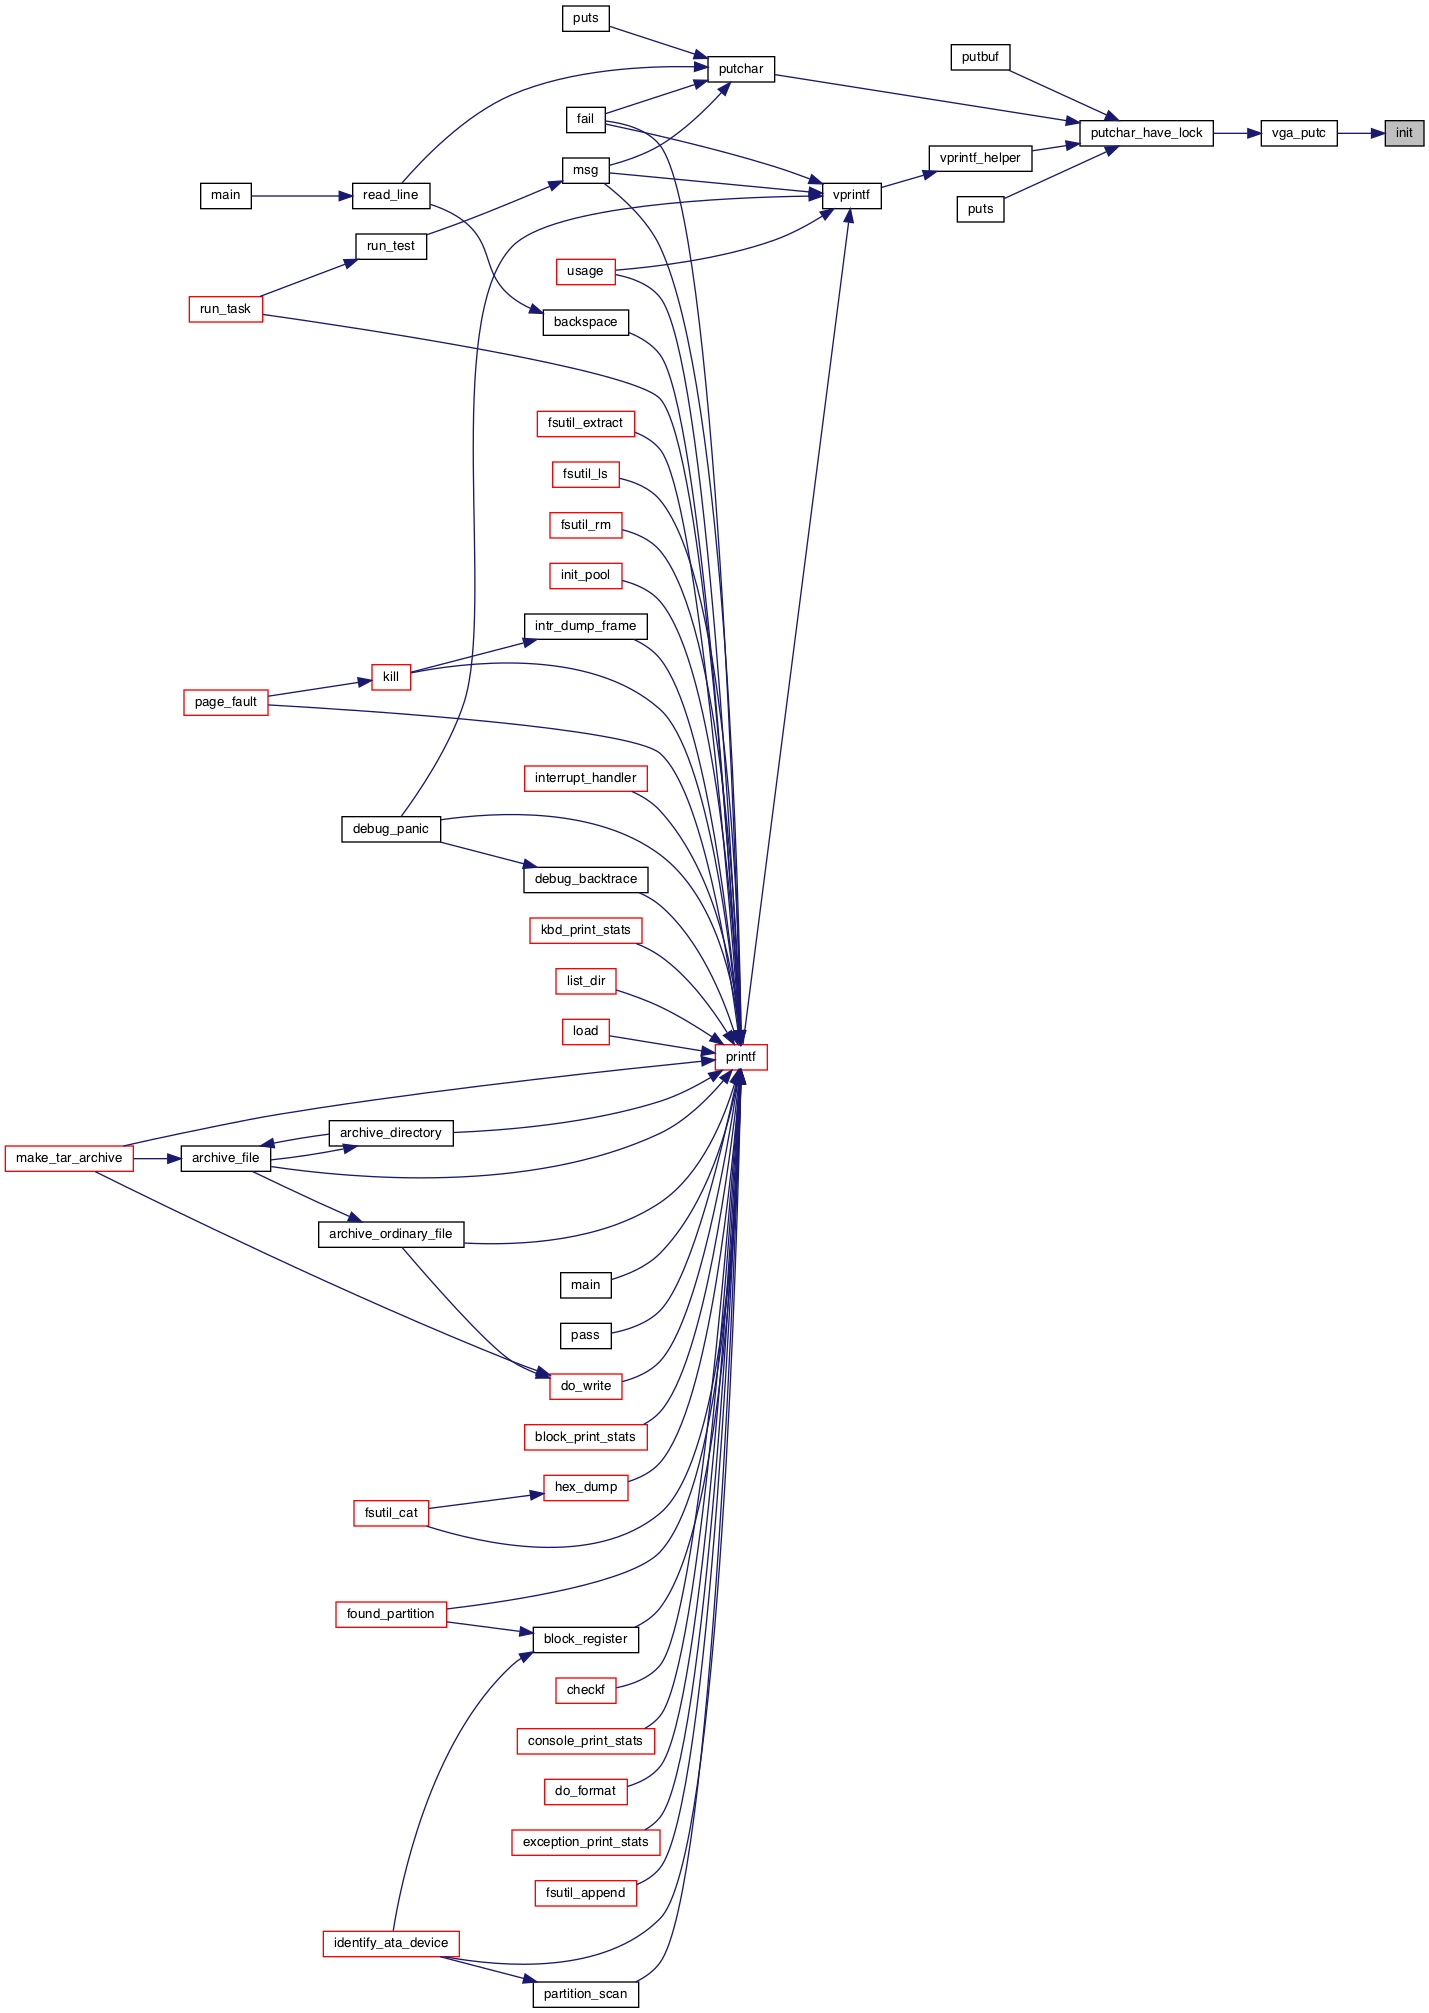 puts
putchar
putbuf
fail
putchar_have_lock
vga_putc
init
vprintf_helper
msg
main
read_line
vprintf
puts
run_test
usage
run_task
backspace
fsutil_extract
fsutil_ls
fsutil_rm
init_pool
intr_dump_frame
kill
page_fault
interrupt_handler
debug_panic
debug_backtrace
kbd_print_stats
list_dir
load
printf
archive_directory
make_tar_archive
archive_file
archive_ordinary_file
main
pass
do_write
block_print_stats
hex_dump
fsutil_cat
found_partition
block_register
checkf
console_print_stats
do_format
exception_print_stats
fsutil_append
identify_ata_device
partition_scan